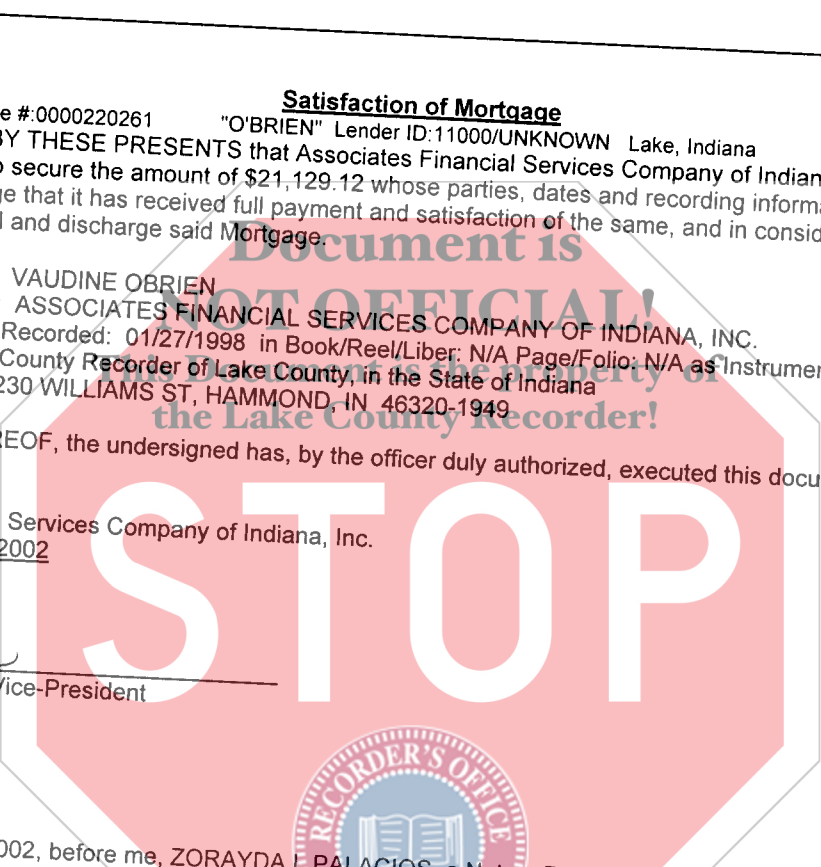 Satisfaction of Mortgage
e #:0000220261 "O'BRIEN" Lender ID:11000/UNKNOWN Lake, Indiana
BY THESE PRESENTS that Associates Financial Services Company of Indian
o secure the amount of $21,129.12 whose parties, dates and recording informa
ge that it has received full payment and satisfaction of the same, and in consid
l and discharge said Mortgage.
Document is
VAUDINE OBRIEN
NOT OFFICIAL!
ASSOCIATES FINANCIAL SERVICES COMPANY OF INDIANA, INC.
Recorded: 01/27/1998 in Book/Reel/Liber: N/A Page/Folio: N/A as Instrumen
This Document is the property of
County Recorder of Lake County, in the State of Indiana
230 WILLIAMS ST, HAMMOND, IN 46320-1949
the Lake County Recorder!
REOF, the undersigned has, by the officer duly authorized, executed this docu
STOP
Services Company of Indiana, Inc.
2002
Vice-President
RECORDER'S OFFICE
002, before me, ZORAYDA PALACIOS